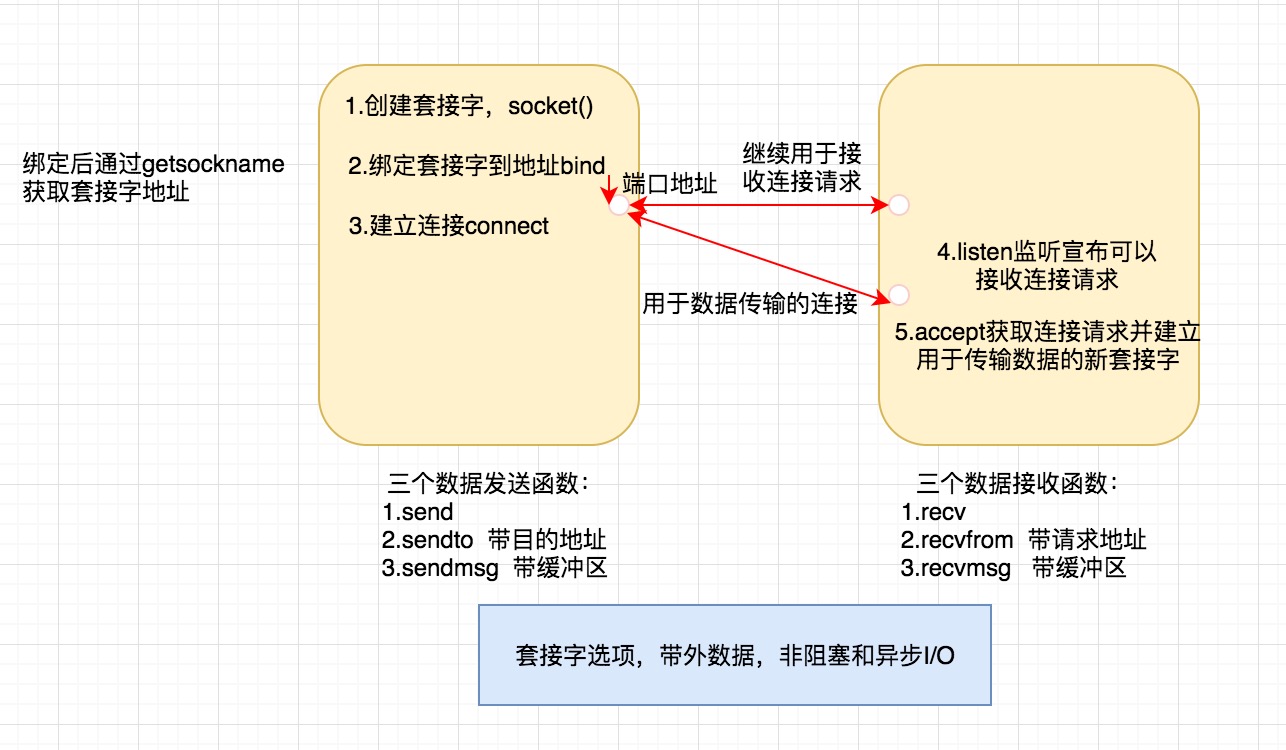 绑定后通过getsockname
获取套接字地址
1.创建套接字，socket()
2.绑定套接字到地址bind
3.建立连接connect
端口地址
继续用于接
收连接请求
用于数据传输的连接
4.listen监听宣布可以
接收连接请求
5.accept获取连接请求并建立
用于传输数据的新套接字
三个数据发送函数：
1.send
2.sendto 带目的地址
3.sendmsg 带缓冲区
三个数据接收函数：
1.recv
2.recvfrom 带请求地址
3.recvmsg 带缓冲区
套接字选项，带外数据，非阻塞和异步I/O